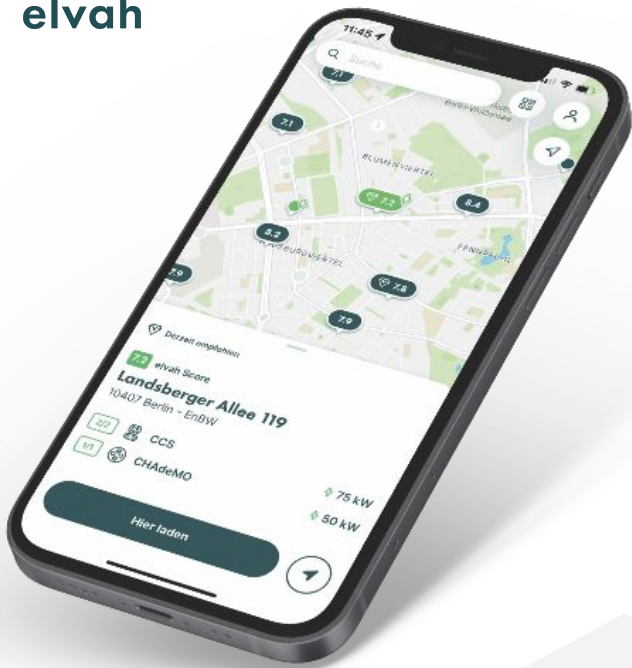 elvah
11:45
Suche
7.1
7.1
BLUMENVIERTEL
7.2
8.4
8.2
FENNPFUHL
7.8
7.9
7.9
Derzeit empfohlen
7.2 elvah Score
Landsberger Allee 119
10407 Berlin - EnBW
2/2 CCS 75 kW
1/1 CHAdeMO 50 kW
Hier laden